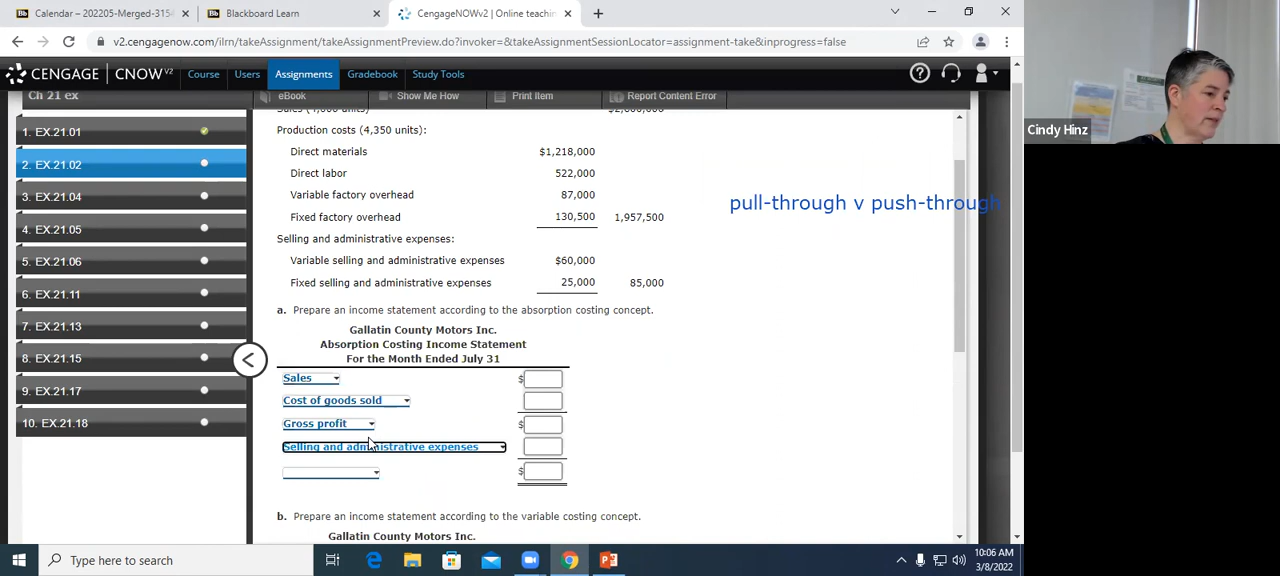 Calendar – 202205-Merged-3154
Blackboard Learn
CengageNOWv2 | Online teachin
v2.cengagenow.com/ilrn/takeAssignment/takeAssignmentPreview.do?invoker=&takeAssignmentSessionLocator=assignment-take&inprogress=false
CENGAGE | CNOWV2 Course Users Assignments Gradebook Study Tools
Ch 21 ex
eBook Show Me How Print Item Report Content Error
1. EX.21.01
2. EX.21.02
3. EX.21.04
4. EX.21.05
5. EX.21.06
6. EX.21.11
7. EX.21.13
8. EX.21.15
9. EX.21.17
10. EX.21.18
Production costs (4,350 units):
Direct materials $1,218,000
Direct labor 522,000
Variable factory overhead 87,000
Fixed factory overhead 130,500 1,957,500
Selling and administrative expenses:
Variable selling and administrative expenses $60,000
Fixed selling and administrative expenses 25,000 85,000
pull-through v push-through
a. Prepare an income statement according to the absorption costing concept.
Gallatin County Motors Inc.
Absorption Costing Income Statement
For the Month Ended July 31
Sales $
Cost of goods sold
Gross profit $
Selling and administrative expenses
$
b. Prepare an income statement according to the variable costing concept.
Gallatin County Motors Inc.
Cindy Hinz
Type here to search
10:06 AM
3/8/2022